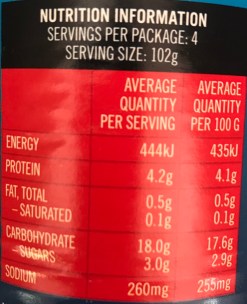 NUTRITION INFORMATION
SERVINGS PER PACKAGE: 4
SERVING SIZE: 102g
AVERAGE QUANTITY PER SERVING AVERAGE QUANTITY PER 100 G
ENERGY 444kJ 435kJ
PROTEIN 4.2g 4.1g
FAT, TOTAL 0.5g 0.5g
– SATURATED 0.1g 0.1g
CARBOHYDRATE 18.0g 17.6g
– SUGARS 3.0g 2.9g
SODIUM 260mg 255mg